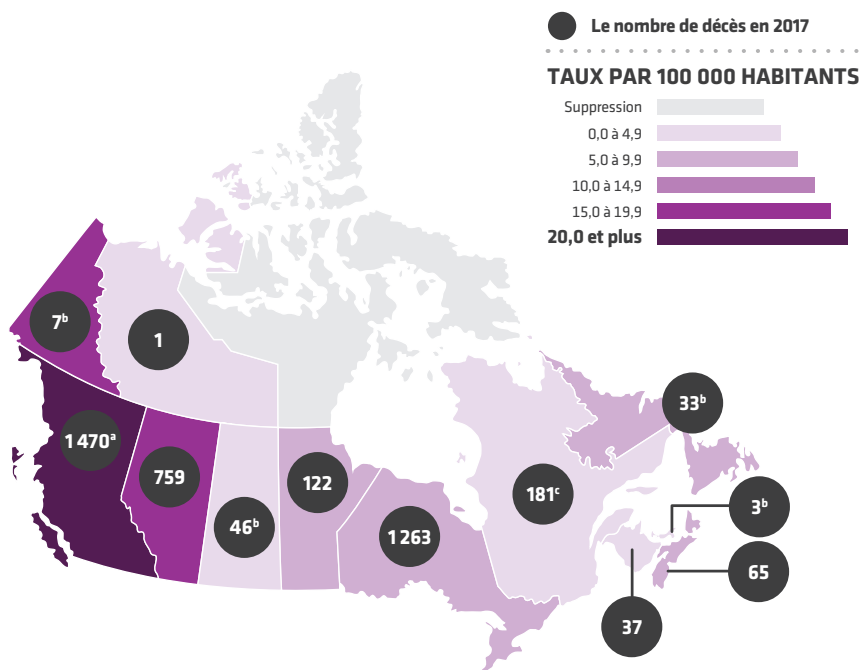 Le nombre de décès en 2017
TAUX PAR 100 000 HABITANTS
Suppression
0,0 à 4,9
5,0 à 9,9
10,0 à 14,9
15,0 à 19,9
20,0 et plus
7ᵇ
1
1 470ᵃ
759
46ᵇ
122
1 263
181ᶜ
33ᵇ
3ᵇ
65
37